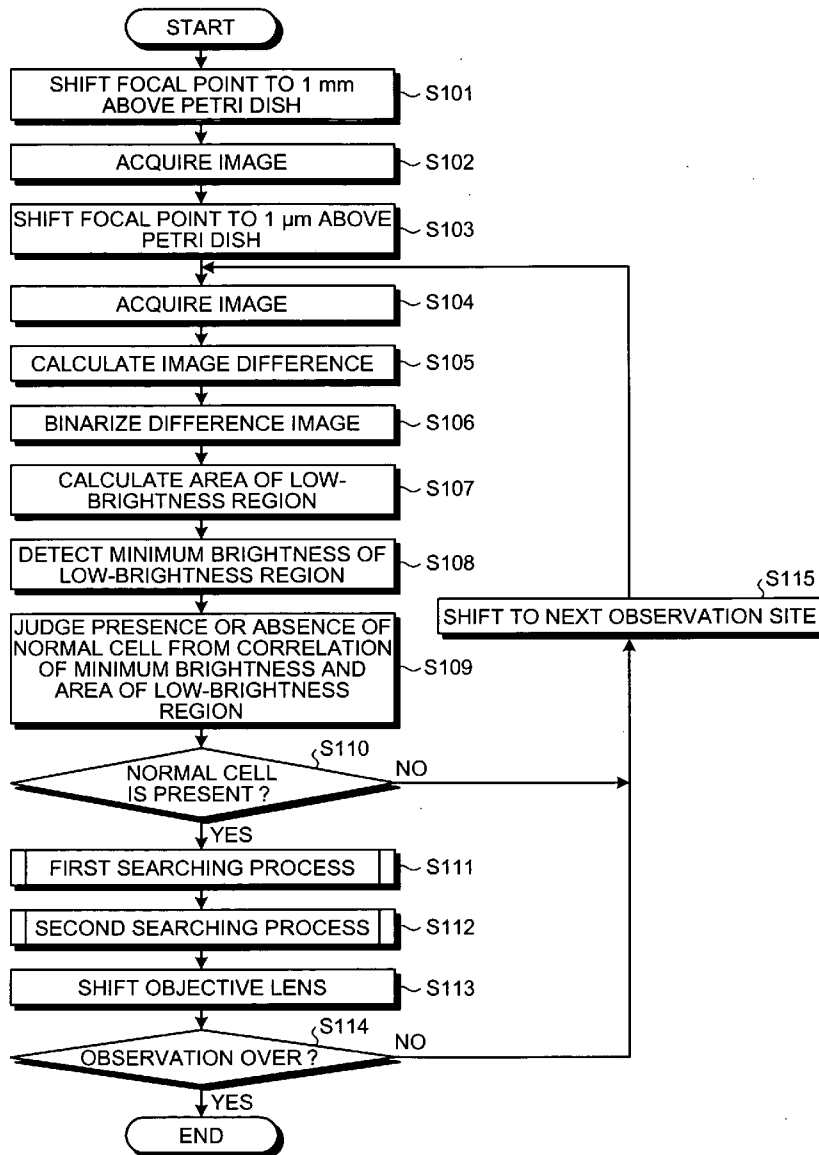 START
SHIFT FOCAL POINT TO 1 mm
ABOVE PETRI DISH
S101
ACQUIRE IMAGE
S102
SHIFT FOCAL POINT TO 1 µm ABOVE
PETRI DISH
S103
ACQUIRE IMAGE
S104
CALCULATE IMAGE DIFFERENCE
S105
BINARIZE DIFFERENCE IMAGE
S106
CALCULATE AREA OF LOW-
BRIGHTNESS REGION
S107
DETECT MINIMUM BRIGHTNESS OF
LOW-BRIGHTNESS REGION
S108
JUDGE PRESENCE OR ABSENCE OF
NORMAL CELL FROM CORRELATION
OF MINIMUM BRIGHTNESS AND
AREA OF LOW-BRIGHTNESS
REGION
S109
S110
NORMAL CELL
IS PRESENT ?
NO
YES
FIRST SEARCHING PROCESS
S111
SECOND SEARCHING PROCESS
S112
SHIFT OBJECTIVE LENS
S113
S114
OBSERVATION OVER ?
NO
YES
END
S115
SHIFT TO NEXT OBSERVATION SITE